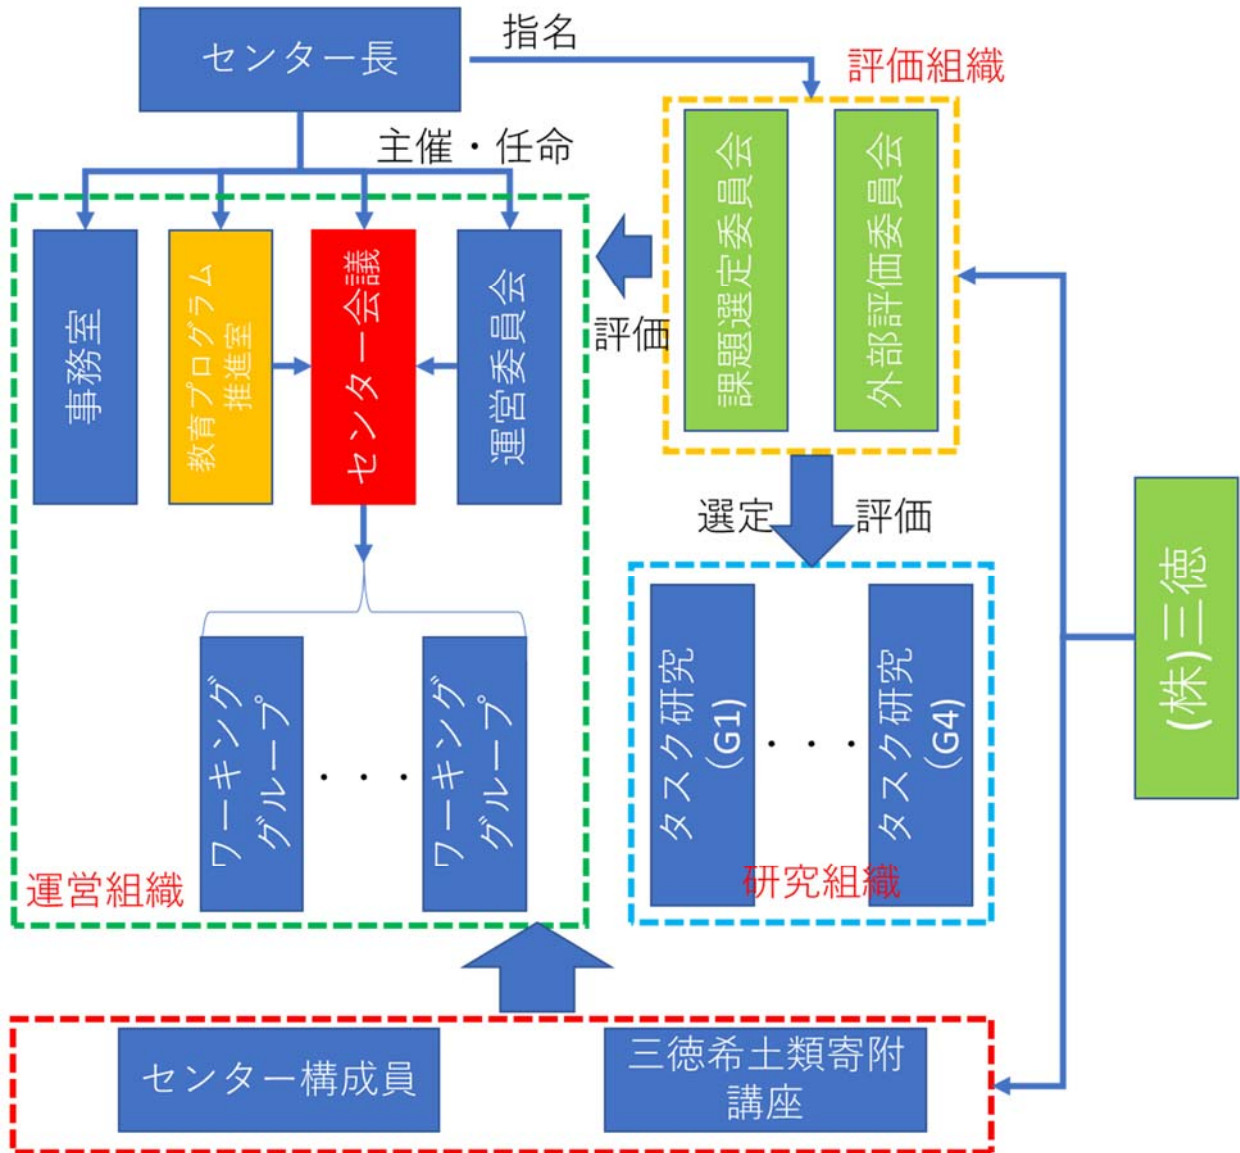 センター長
指名
評価組織
主催・任命
事務室
教育プログラム
推進室
センター会議
運営委員会
評価
課題選定委員会
外部評価委員会
選定
評価
ワーキング
グループ
・・・
ワーキング
グループ
運営組織
タスク研究
(G1)
・・・
タスク研究
(G4)
研究組織
(株)三徳
センター構成員
三徳希土類寄附
講座